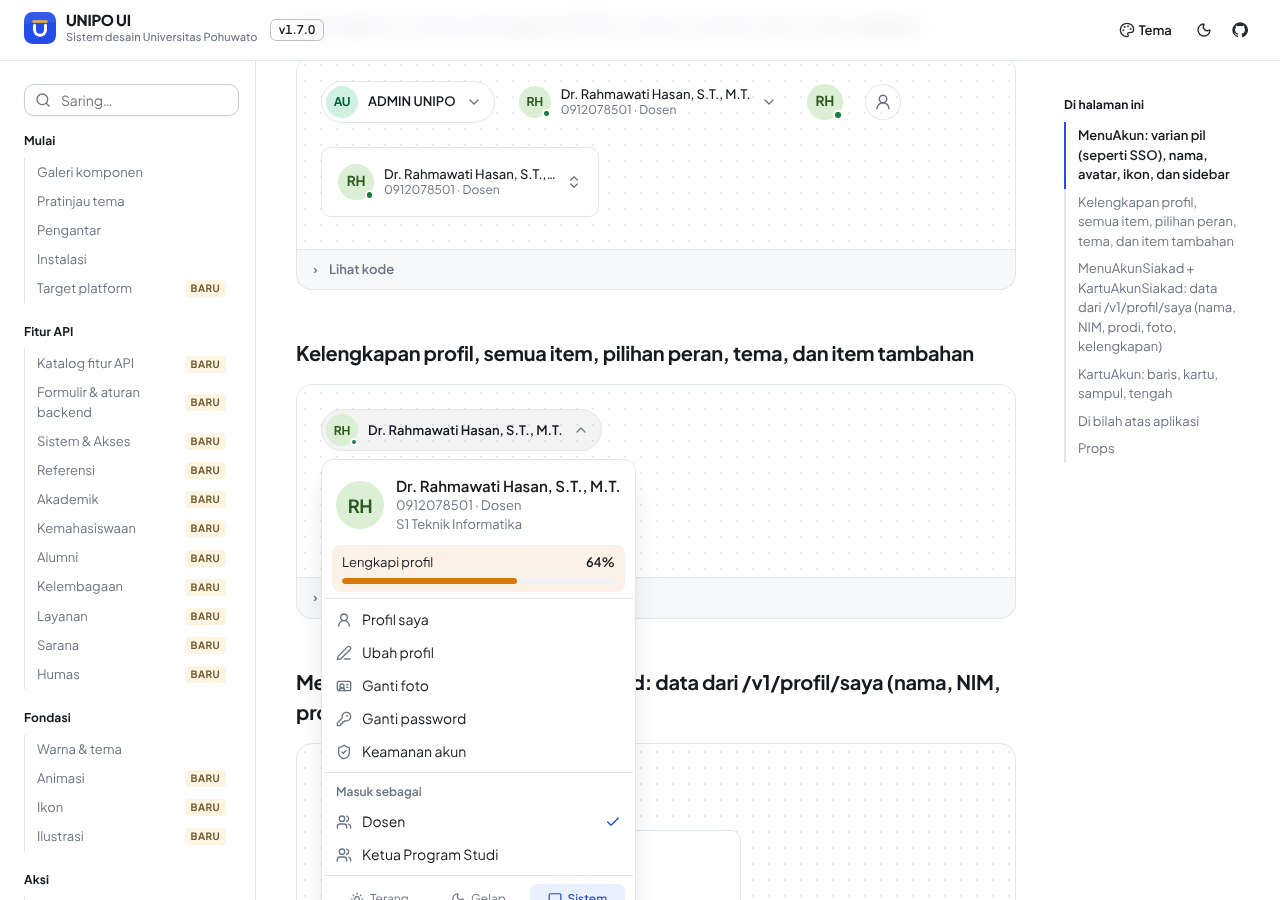 UNIPO UI
Sistem desain Universitas Pohuwato
v1.7.0
Tema
Saring...
Mulai
Galeri komponen
Pratinjau tema
Pengantar
Instalasi
Target platform BARU
Fitur API
Katalog fitur API BARU
Formulir & aturan backend BARU
Sistem & Akses BARU
Referensi BARU
Akademik BARU
Kemahasiswaan BARU
Alumni BARU
Kelembagaan BARU
Layanan BARU
Sarana BARU
Humas BARU
Fondasi
Warna & tema
Animasi BARU
Ikon BARU
Ilustrasi BARU
Aksi
AU ADMIN UNIPO
RH Dr. Rahmawati Hasan, S.T., M.T.
0912078501 · Dosen
RH
RH Dr. Rahmawati Hasan, S.T.,...
0912078501 · Dosen
› Lihat kode
Kelengkapan profil, semua item, pilihan peran, tema, dan item tambahan
RH Dr. Rahmawati Hasan, S.T., M.T.
RH Dr. Rahmawati Hasan, S.T., M.T.
0912078501 · Dosen
S1 Teknik Informatika
Lengkapi profil 64%
›
Profil saya
Ubah profil
Ganti foto
Ganti password
Keamanan akun
Masuk sebagai
Dosen
Ketua Program Studi
Terang Gelap Sistem
d: data dari /v1/profil/saya (nama, NIM,
Di halaman ini
MenuAkun: varian pil
(seperti SSO), nama,
avatar, ikon, dan sidebar
Kelengkapan profil,
semua item, pilihan peran,
tema, dan item tambahan
MenuAkunSiakad +
KartuAkunSiakad: data
dari /v1/profil/saya (nama,
NIM, prodi, foto,
kelengkapan)
KartuAkun: baris, kartu,
sampul, tengah
Di bilah atas aplikasi
Props